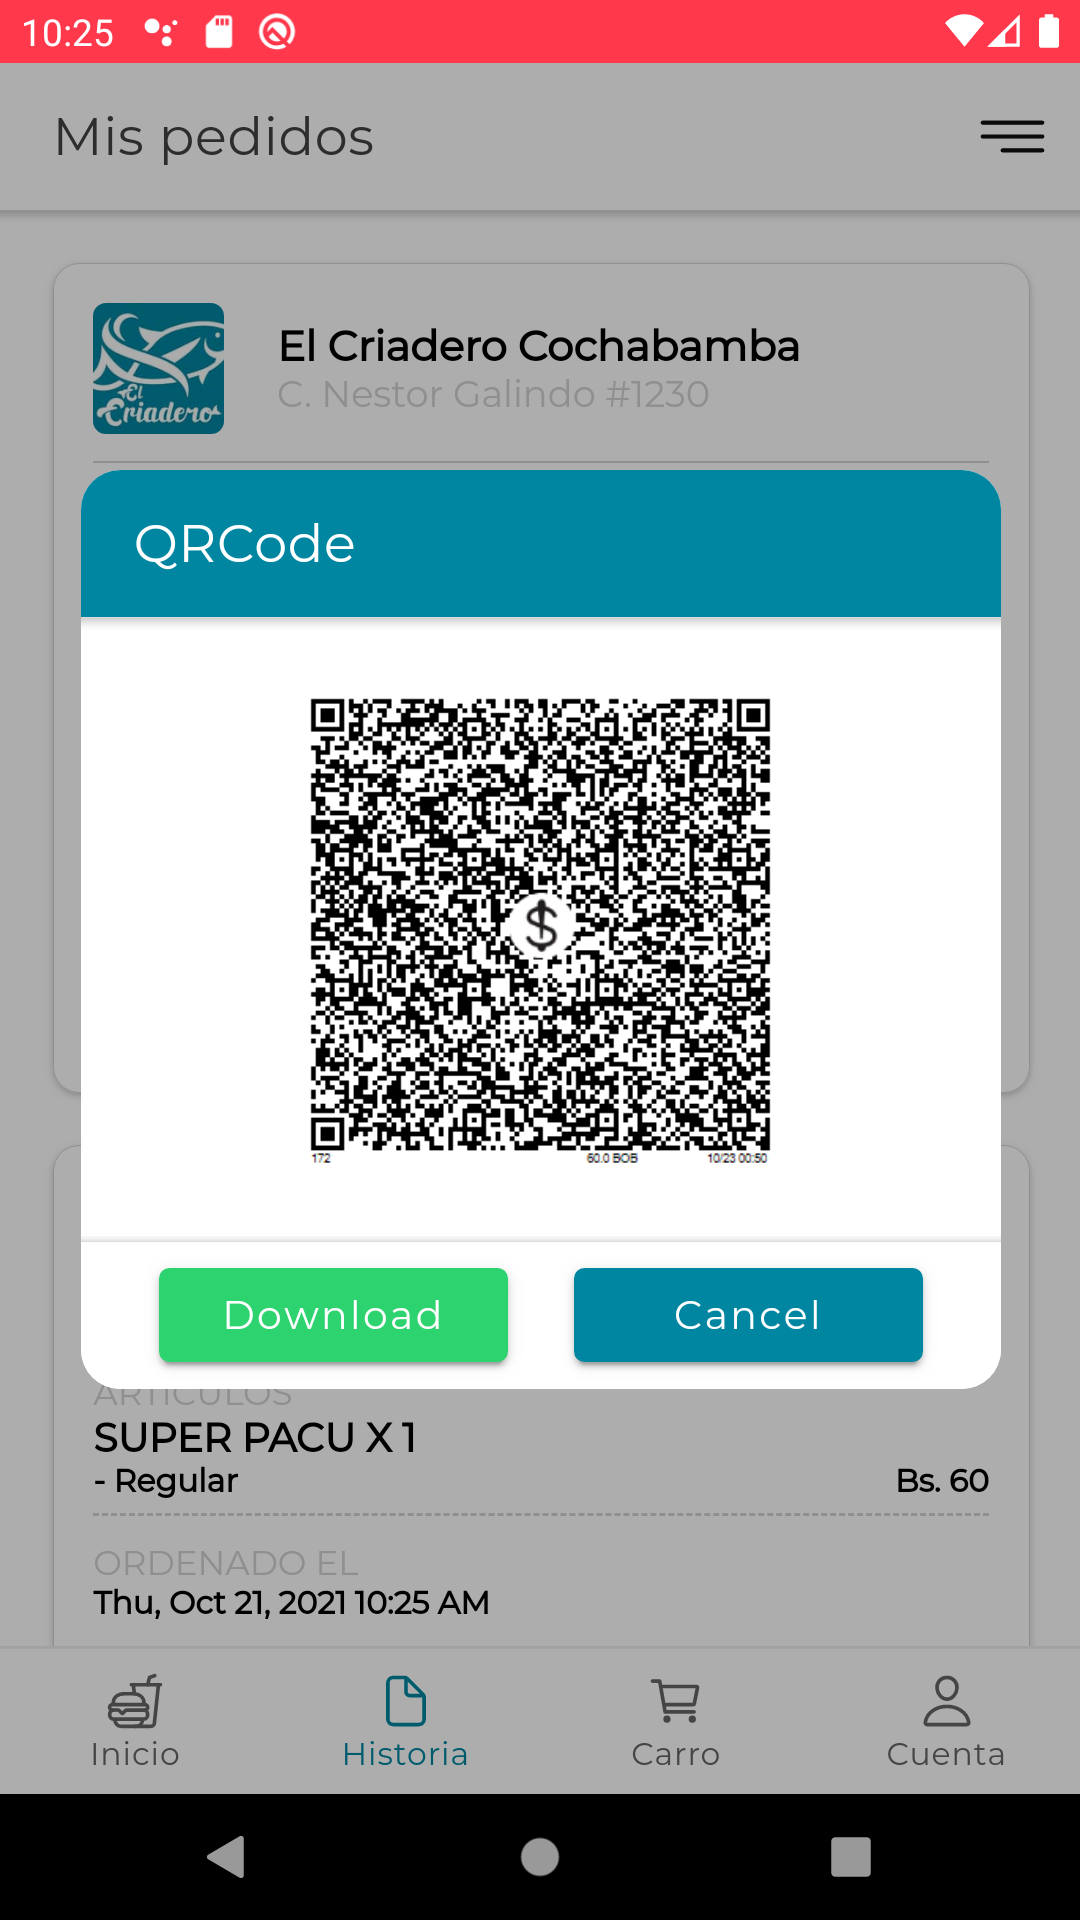 10:25
Mis pedidos
El Criadero
El Criadero Cochabamba
C. Nestor Galindo #1230
QRCode
$
172 60.0 BOB 10/23 00:50
Download Cancel
ARTICULOS
SUPER PACU X 1
- Regular Bs. 60
ORDENADO EL
Thu, Oct 21, 2021 10:25 AM
Inicio Historia Carro Cuenta